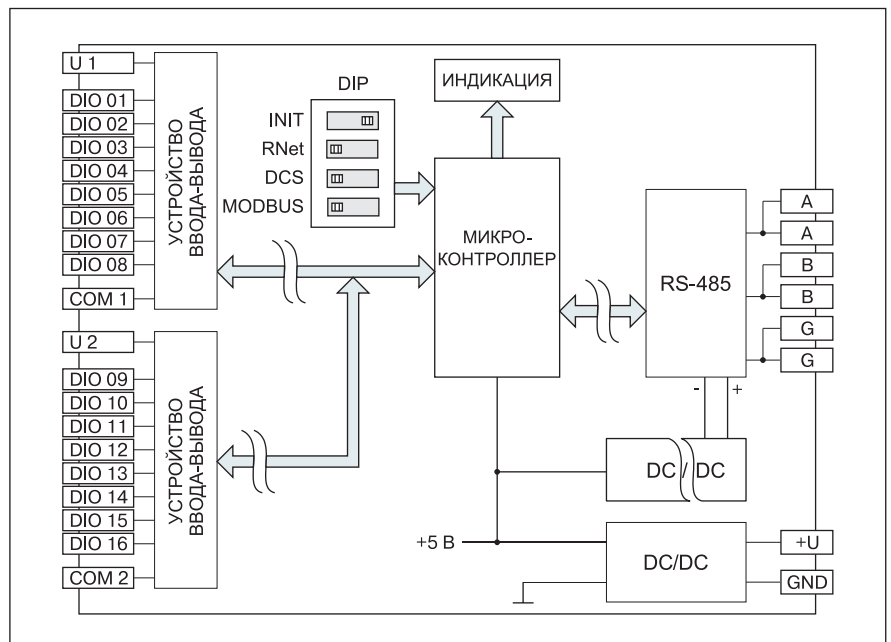 U 1
DIO 01
DIO 02
DIO 03
DIO 04
DIO 05
DIO 06
DIO 07
DIO 08
COM 1
УСТРОЙСТВО
ВВОДА-ВЫВОДА
U 2
DIO 09
DIO 10
DIO 11
DIO 12
DIO 13
DIO 14
DIO 15
DIO 16
COM 2
УСТРОЙСТВО
ВВОДА-ВЫВОДА
DIP
INIT
RNet
DCS
MODBUS
ИНДИКАЦИЯ
МИКРО-
КОНТРОЛЛЕР
RS-485
A
A
B
B
G
G
- +
DC / DC
+5 В
DC/DC
+U
GND